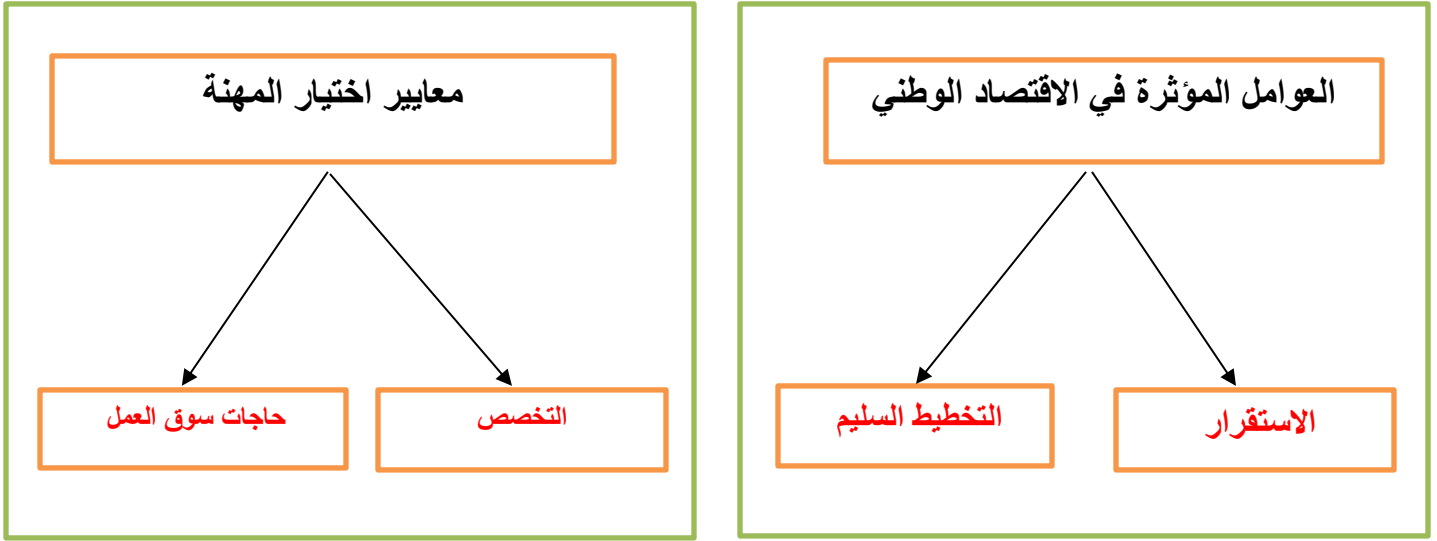 العوامل المؤثرة في الاقتصاد الوطني
الاستقرار
التخطيط السليم
معايير اختيار المهنة
التخصص
حاجات سوق العمل